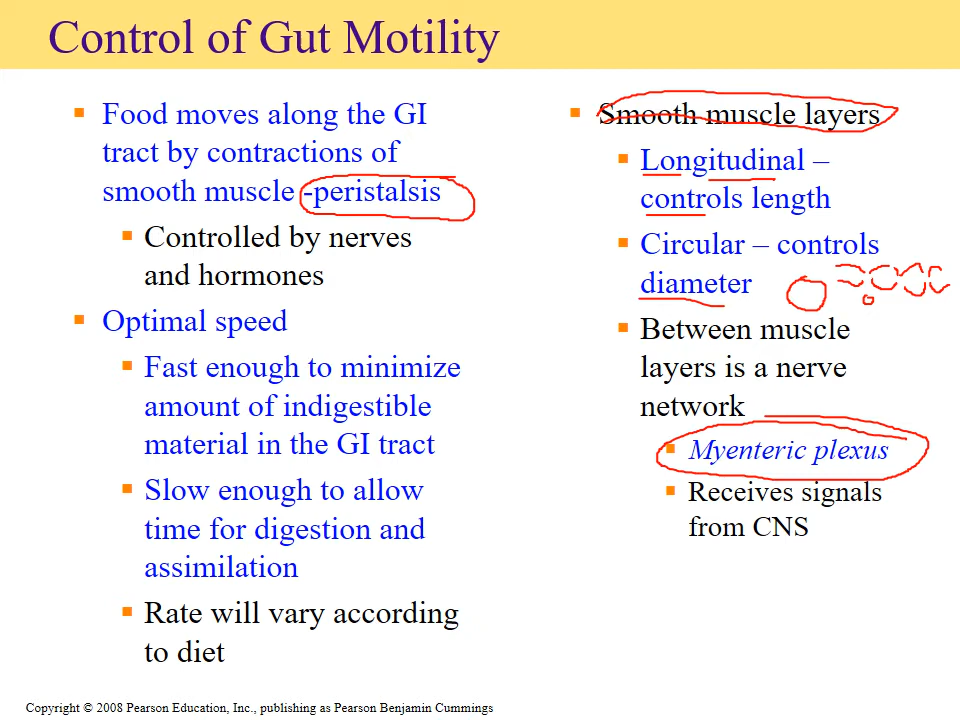 Control of Gut Motility
Food moves along the GI
tract by contractions of
smooth muscle -peristalsis
Controlled by nerves
and hormones
Optimal speed
Fast enough to minimize
amount of indigestible
material in the GI tract
Slow enough to allow
time for digestion and
assimilation
Rate will vary according
to diet
Smooth muscle layers
Longitudinal –
controls length
Circular – controls
diameter
Between muscle
layers is a nerve
network
Myenteric plexus
Receives signals
from CNS
Copyright © 2008 Pearson Education, Inc., publishing as Pearson Benjamin Cummings